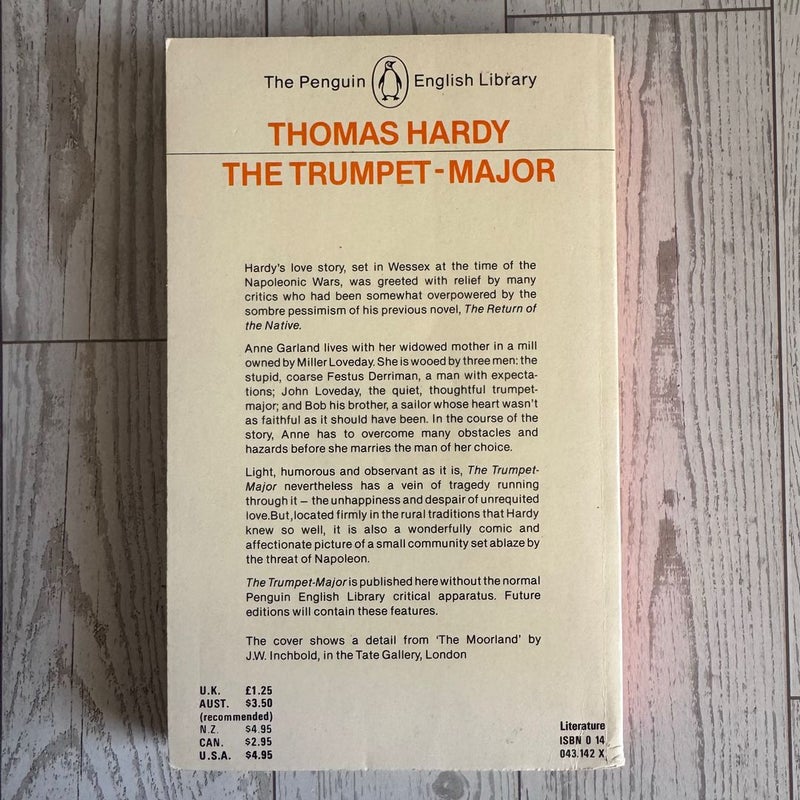 The Penguin English Library
THOMAS HARDY
THE TRUMPET-MAJOR
Hardy's love story, set in Wessex at the time of the
Napoleonic Wars, was greeted with relief by many
critics who had been somewhat overpowered by the
sombre pessimism of his previous novel, The Return of
the Native.
Anne Garland lives with her widowed mother in a mill
owned by Miller Loveday. She is wooed by three men: the
stupid, coarse Festus Derriman, a man with expecta-
tions; John Loveday, the quiet, thoughtful trumpet-
major; and Bob his brother, a sailor whose heart wasn't
as faithful as it should have been. In the course of the
story, Anne has to overcome many obstacles and
hazards before she marries the man of her choice.
Light, humorous and observant as it is, The Trumpet-
Major nevertheless has a vein of tragedy running
through it – the unhappiness and despair of unrequited
love.But,located firmly in the rural traditions that Hardy
knew so well, it is also a wonderfully comic and
affectionate picture of a small community set ablaze by
the threat of Napoleon.
The Trumpet-Major is published here without the normal
Penguin English Library critical apparatus. Future
editions will contain these features.
The cover shows a detail from 'The Moorland' by
J.W. Inchbold, in the Tate Gallery, London
U.K. £1.25
AUST. $3.50
(recommended)
N.Z. $4.95
CAN. $2.95
U.S.A. $4.95
Literature
ISBN 0 14
043.142 X